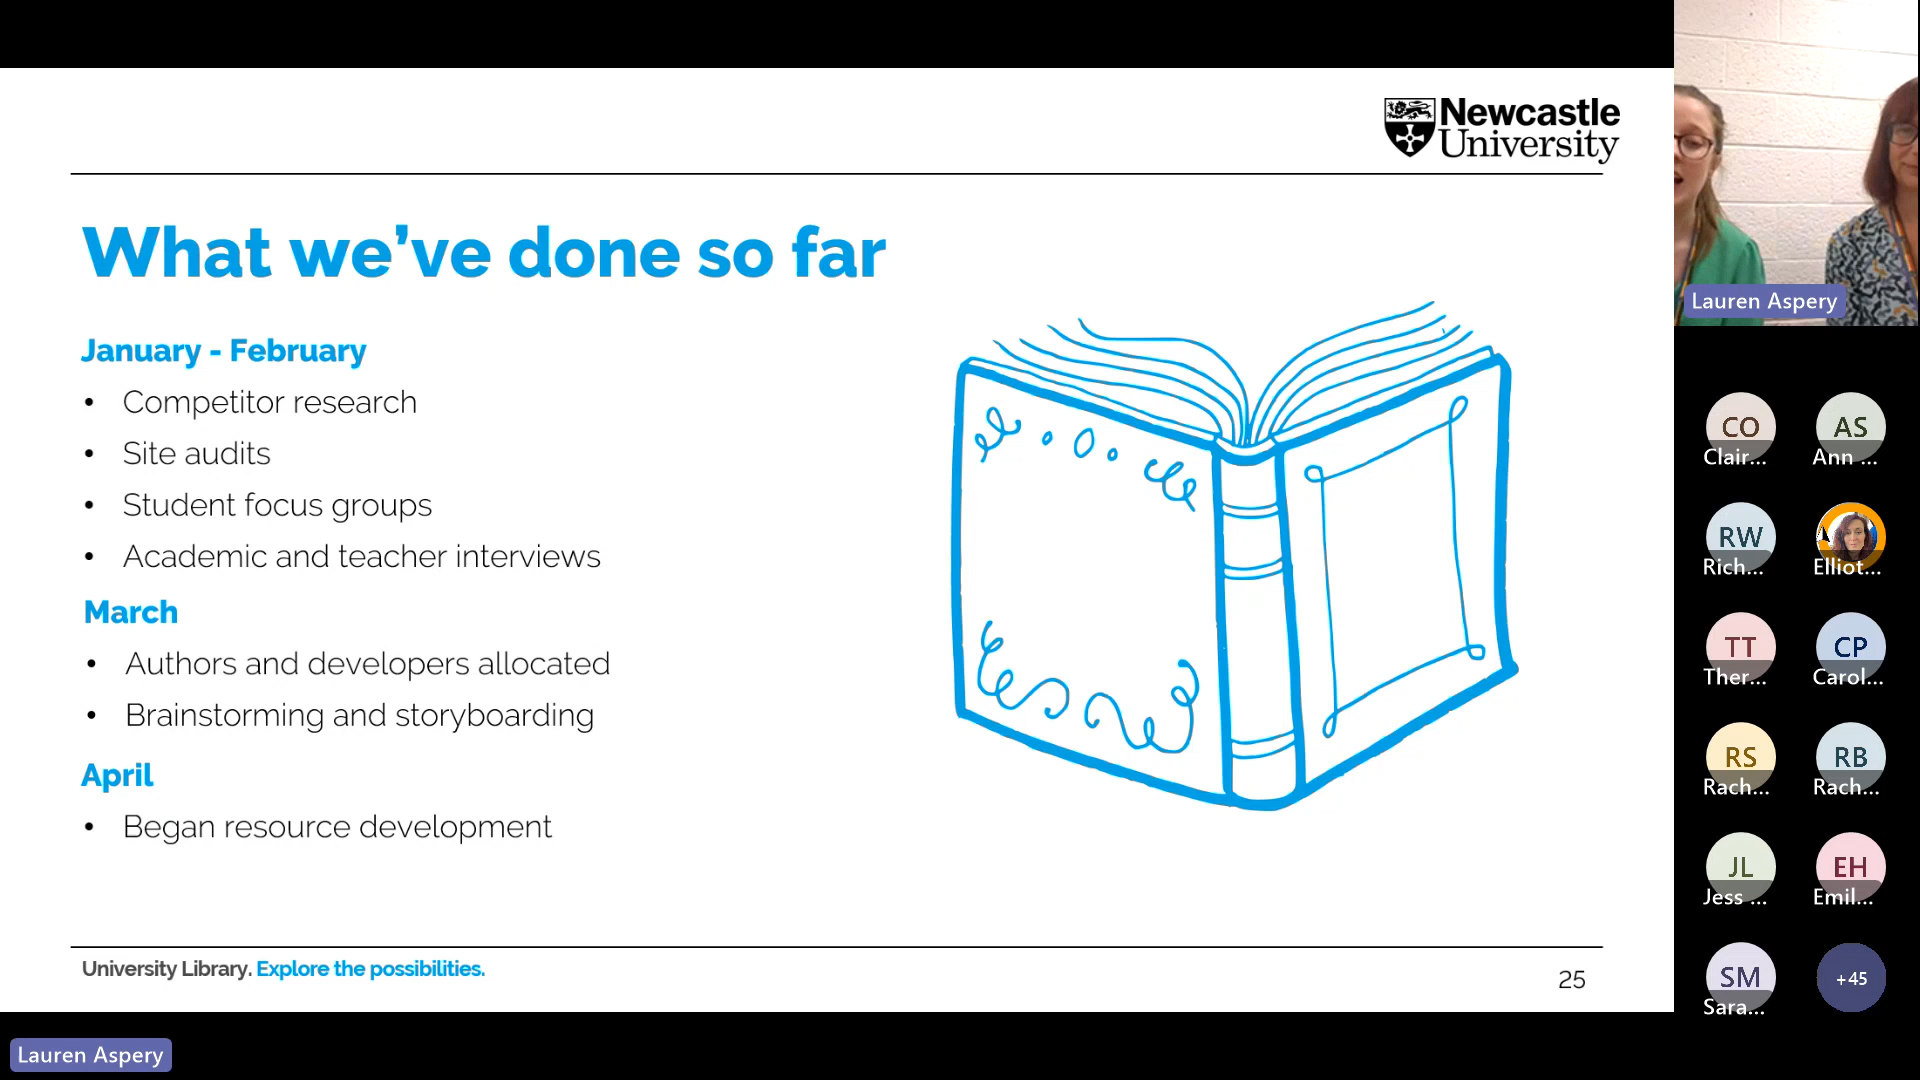 Newcastle
University
What we've done so far
January - February
• Competitor research
• Site audits
• Student focus groups
• Academic and teacher interviews
March
• Authors and developers allocated
• Brainstorming and storyboarding
April
• Began resource development
University Library. Explore the possibilities.
25
Lauren Aspery
Lauren Aspery
CO
Clair...
AS
Ann ...
RW
Rich...
Elliot...
TT
Ther...
CP
Carol...
RS
Rach...
RB
Rach...
JL
Jess ...
EH
Emil...
SM
Sara...
+45